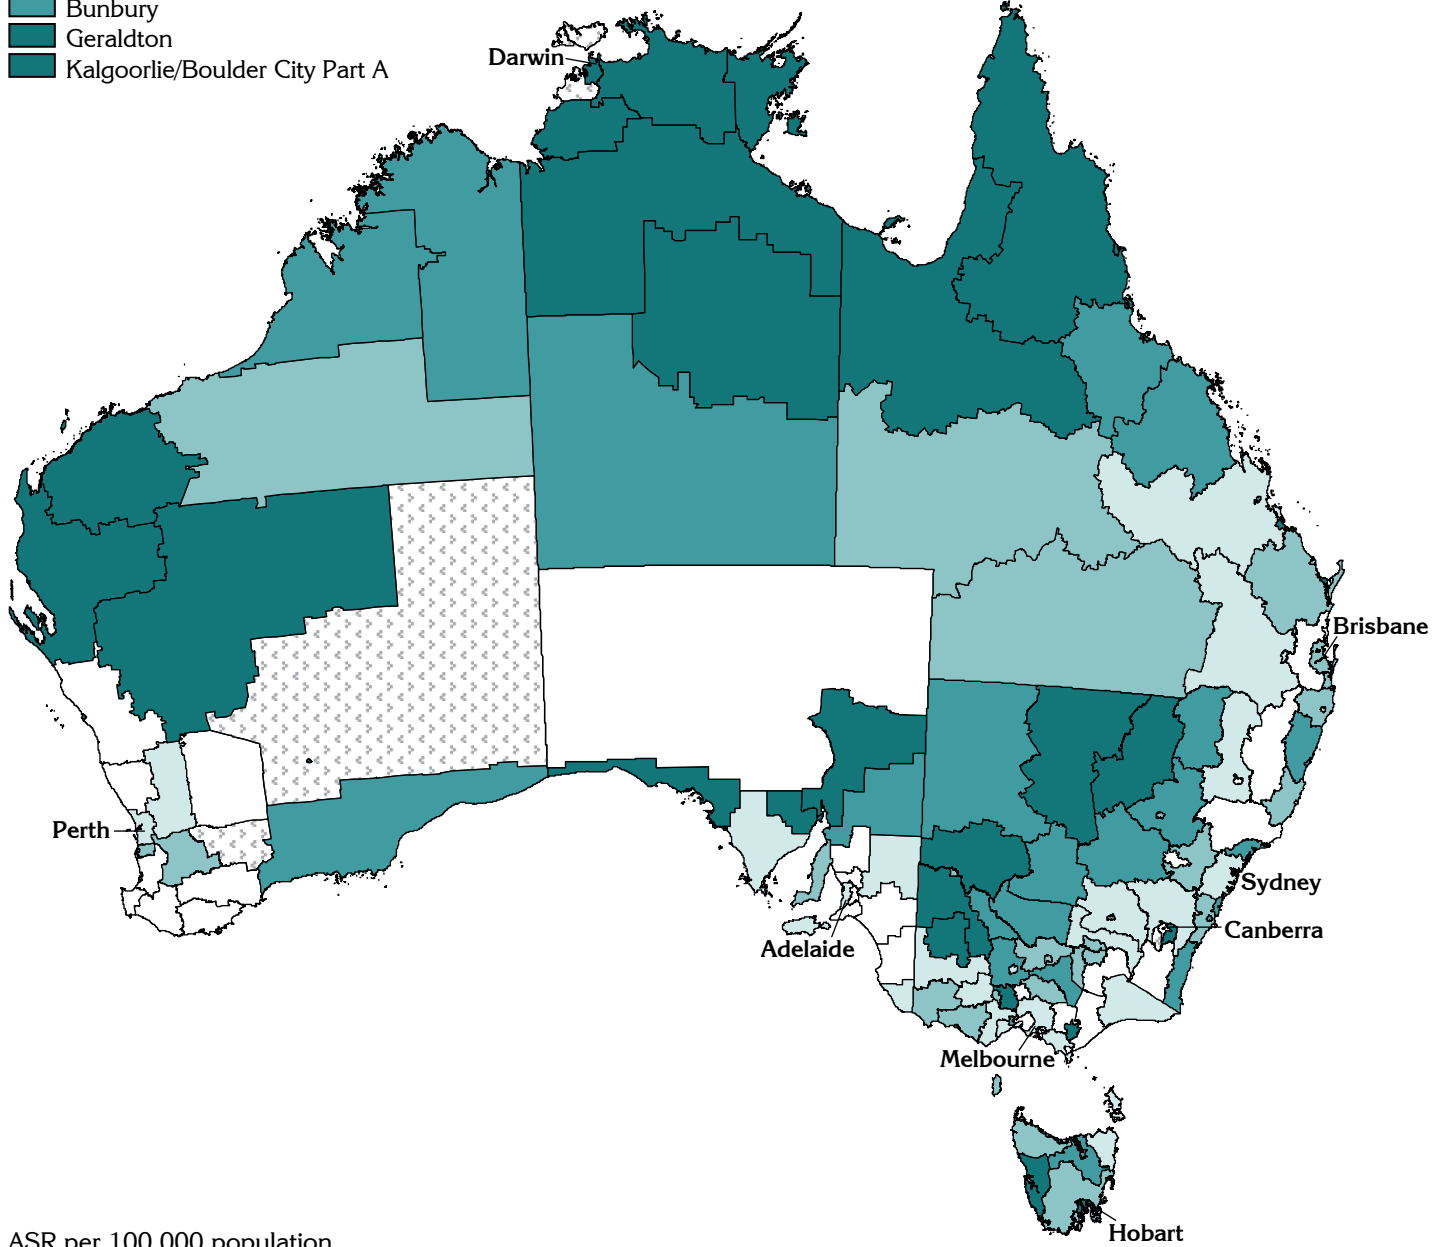 Bunbury
Geraldton
Kalgoorlie/Boulder City Part A
Darwin
Brisbane
Perth
Sydney
Canberra
Adelaide
Melbourne
Hobart
ASR per 100,000 population